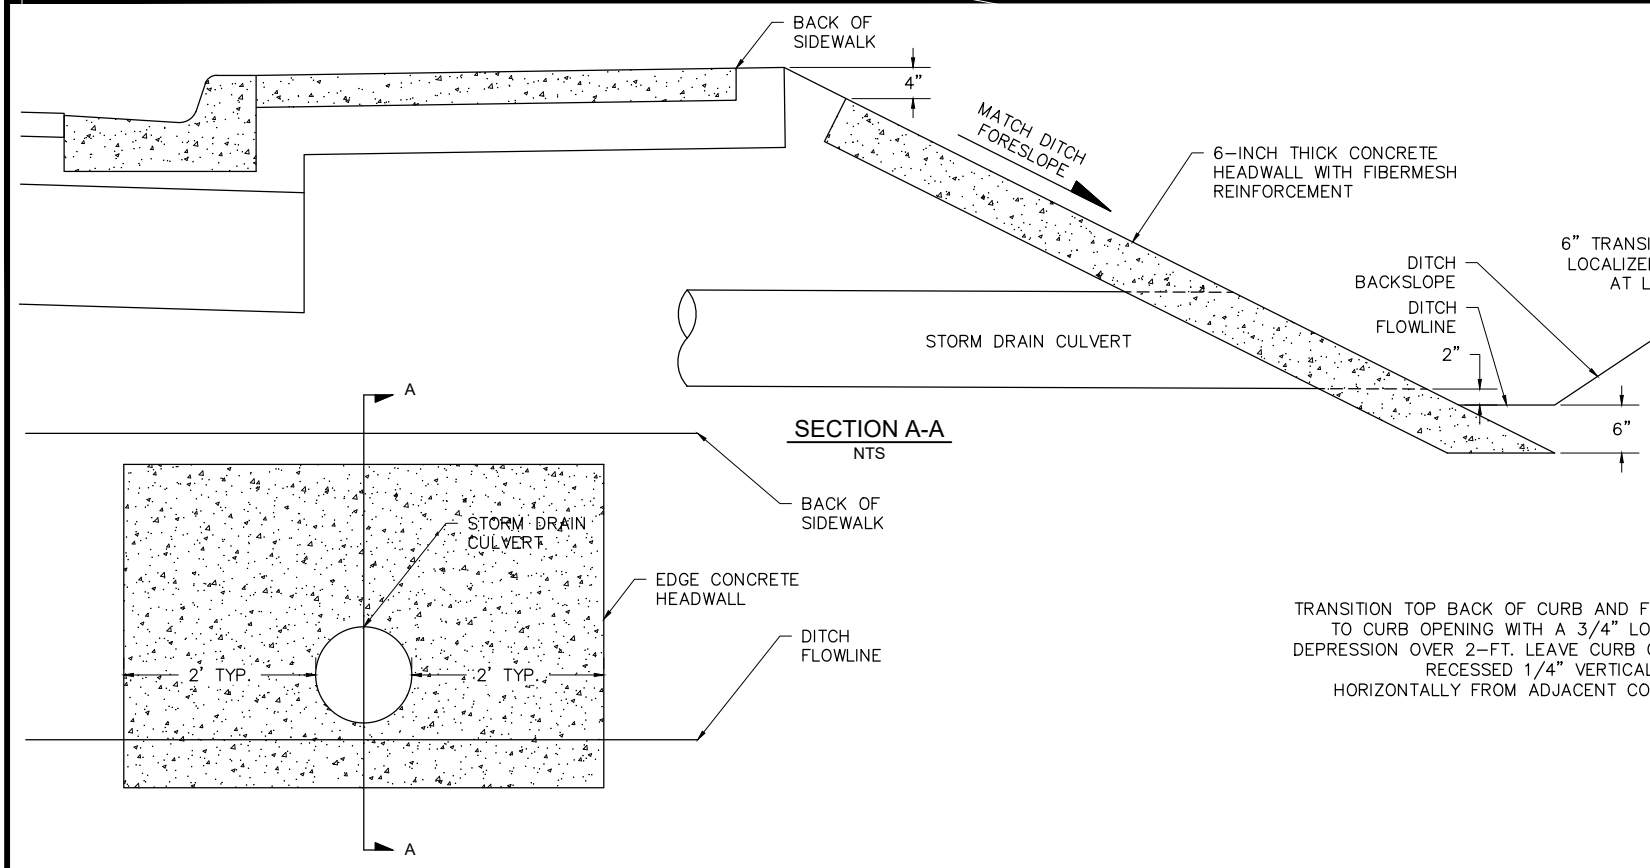 BACK OF
SIDEWALK
4"
MATCH DITCH
FORESLOPE
6-INCH THICK CONCRETE
HEADWALL WITH FIBERMESH
REINFORCEMENT
DITCH
BACKSLOPE
DITCH
FLOWLINE
2"
6"
LOCALIZE
AT
STORM DRAIN CULVERT
6"
SECTION A-A
NTS
A
BACK OF
SIDEWALK
STORM DRAIN
CULVERT
EDGE CONCRETE
HEADWALL
DITCH
FLOWLINE
2' TYP.
2' TYP.
A
TRANSITION TOP BACK OF CURB AND
TO CURB OPENING WITH A 3/4"
DEPRESSION OVER 2-FT. LEAVE CURB
RECESSED 1/4" VERTICAL
HORIZONTALLY FROM ADJACENT